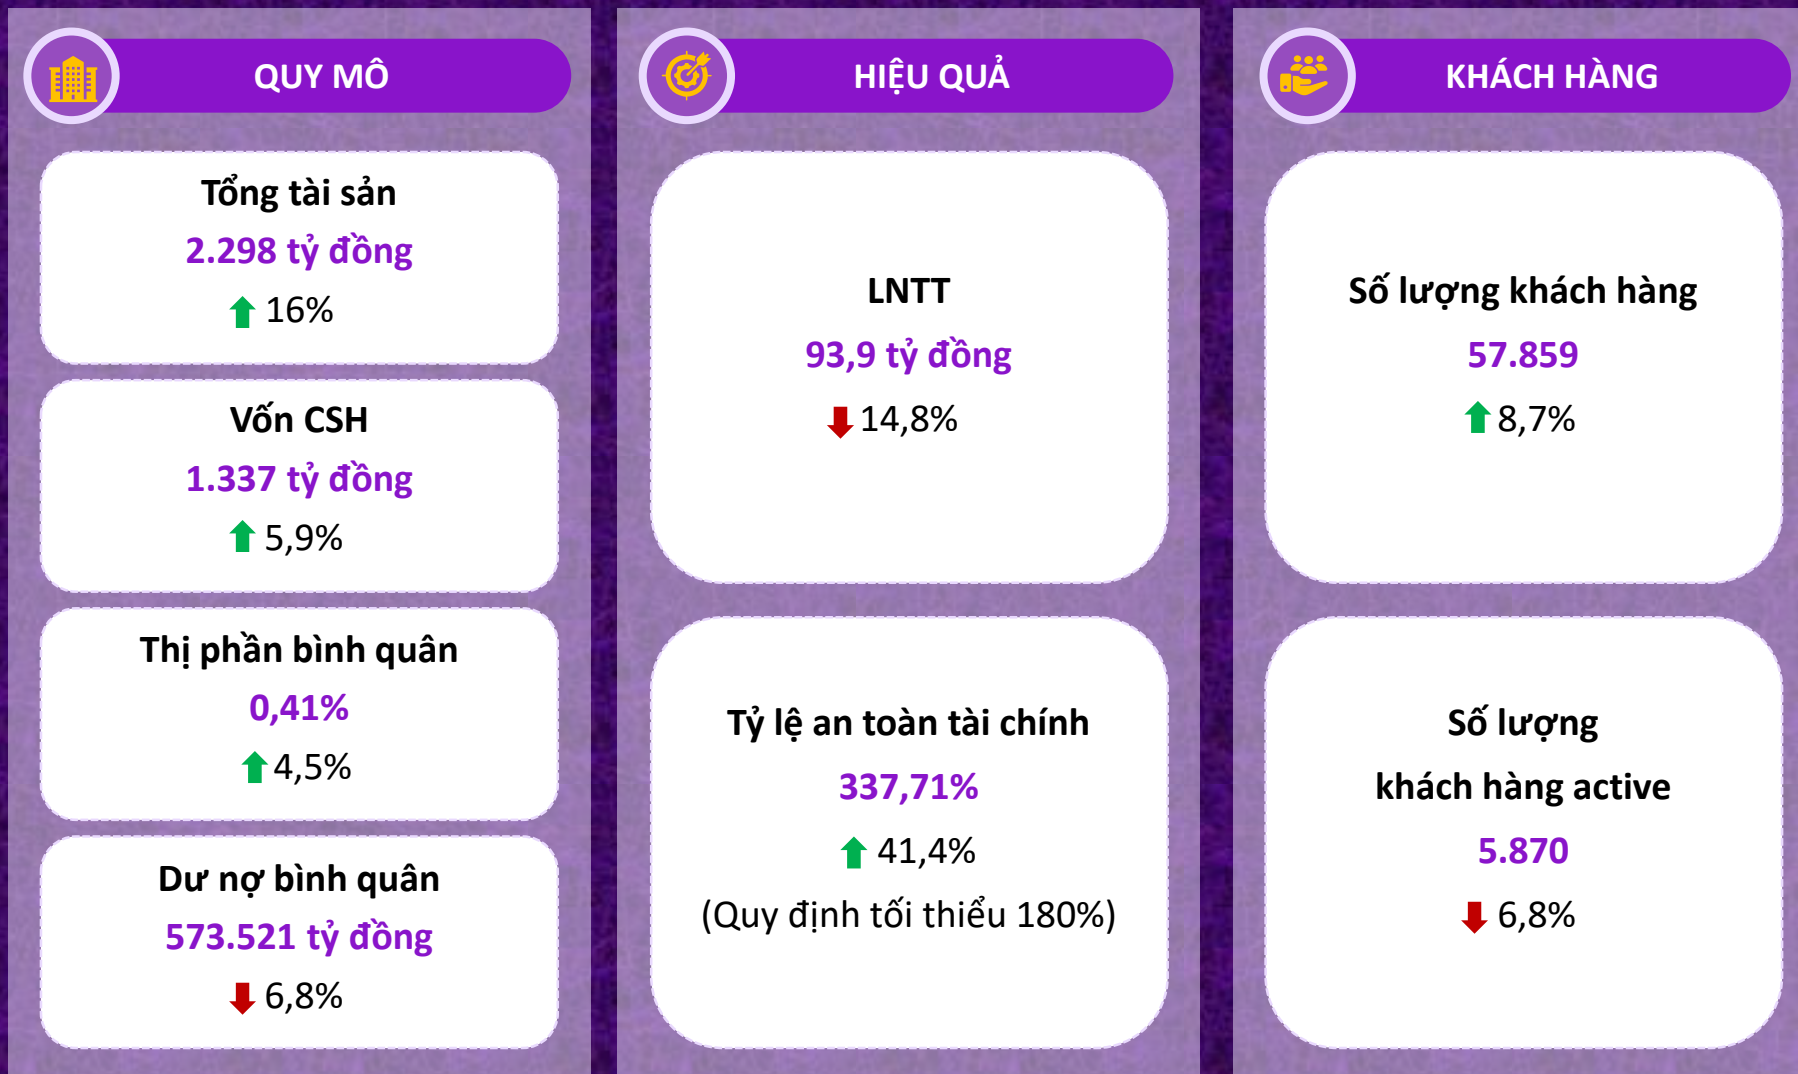 QUY MÔ
Tổng tài sản
2.298 tỷ đồng
16%
Vốn CSH
1.337 tỷ đồng
5,9%
Thị phần bình quân
0,41%
4,5%
Dư nợ bình quân
573.521 tỷ đồng
6,8%
HIỆU QUẢ
LNTT
93,9 tỷ đồng
14,8%
Tỷ lệ an toàn tài chính
337,71%
41,4%
(Quy định tối thiểu 180%)
KHÁCH HÀNG
Số lượng khách hàng
57.859
8,7%
Số lượng
khách hàng active
5.870
6,8%